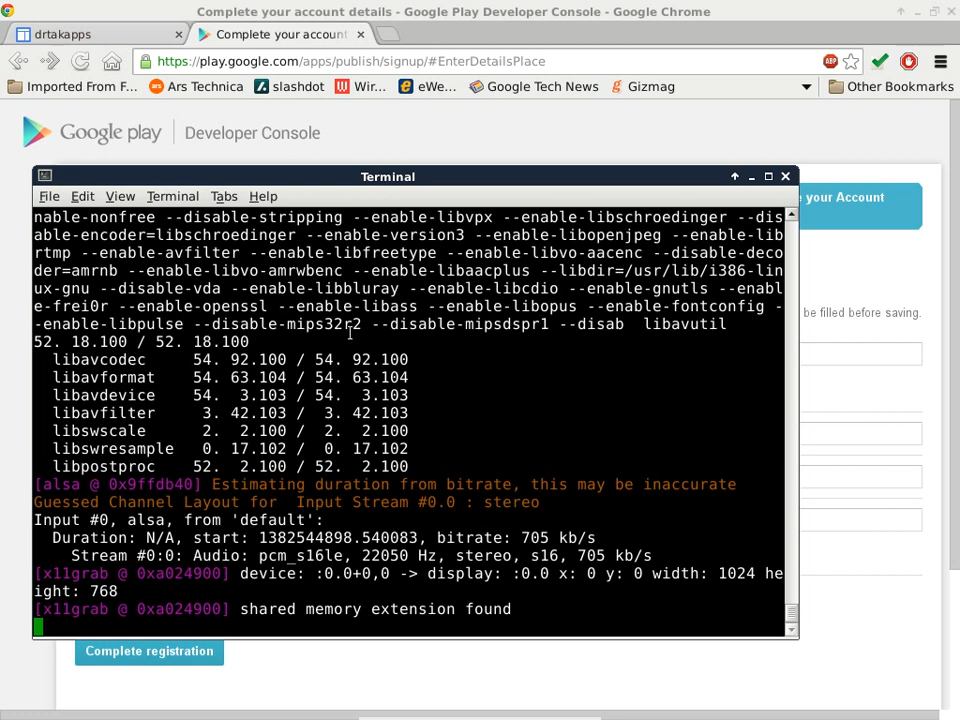 Complete your account details - Google Play Developer Console - Google Chrome
drtakapps
Complete your account
https://play.google.com/apps/publish/signup/#EnterDetailsPlace
ABP
Imported From F...
Ars Technica
slashdot
Wir...
eWe...
Google Tech News
Gizmag
Other Bookmarks
Google play
Developer Console
your Account
Terminal
File Edit View Terminal Tabs Help
nable-nonfree --disable-stripping --enable-libvpx --enable-libschroedinger --dis
able-encoder=libschroedinger --enable-version3 --enable-libopenjpeg --enable-lib
rtmp --enable-avfilter --enable-libfreetype --enable-libvo-aacenc --disable-deco
der=amrnb --enable-libvo-amrwbenc --enable-libaacplus --libdir=/usr/lib/i386-lin
ux-gnu --disable-vda --enable-libbluray --enable-libcdio --enable-gnutls --enabl
e-frei0r --enable-openssl --enable-libass --enable-libopus --enable-fontconfig -
-enable-libpulse --disable-mips32r2 --disable-mipsdspr1 --disab  libavutil
52. 18.100 / 52. 18.100
libavcodec     54. 92.100 / 54. 92.100
libavformat    54. 63.104 / 54. 63.104
libavdevice    54.  3.103 / 54.  3.103
libavfilter     3. 42.103 /  3. 42.103
libswscale      2.  2.100 /  2.  2.100
libswresample   0. 17.102 /  0. 17.102
libpostproc    52.  2.100 / 52.  2.100
[alsa @ 0x9ffdb40] Estimating duration from bitrate, this may be inaccurate
Guessed Channel Layout for  Input Stream #0.0 : stereo
Input #0, alsa, from 'default':
Duration: N/A, start: 1382544898.540083, bitrate: 705 kb/s
Stream #0:0: Audio: pcm_s16le, 22050 Hz, stereo, s16, 705 kb/s
[x11grab @ 0xa024900] device: :0.0+0,0 -> display: :0.0 x: 0 y: 0 width: 1024 he
ight: 768
[x11grab @ 0xa024900] shared memory extension found
be filled before saving.
Complete registration